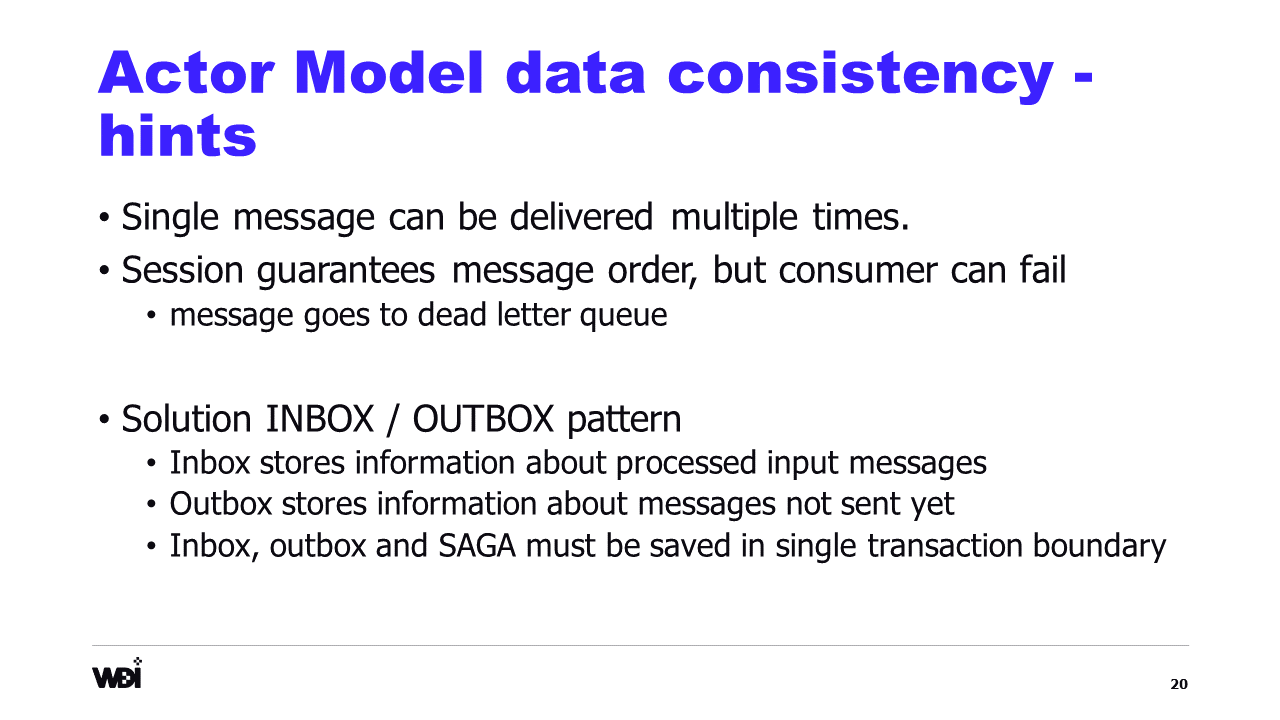 Actor Model data consistency -
hints
• Single message can be delivered multiple times.
• Session guarantees message order, but consumer can fail
• message goes to dead letter queue
• Solution INBOX / OUTBOX pattern
• Inbox stores information about processed input messages
• Outbox stores information about messages not sent yet
• Inbox, outbox and SAGA must be saved in single transaction boundary
WDI
20